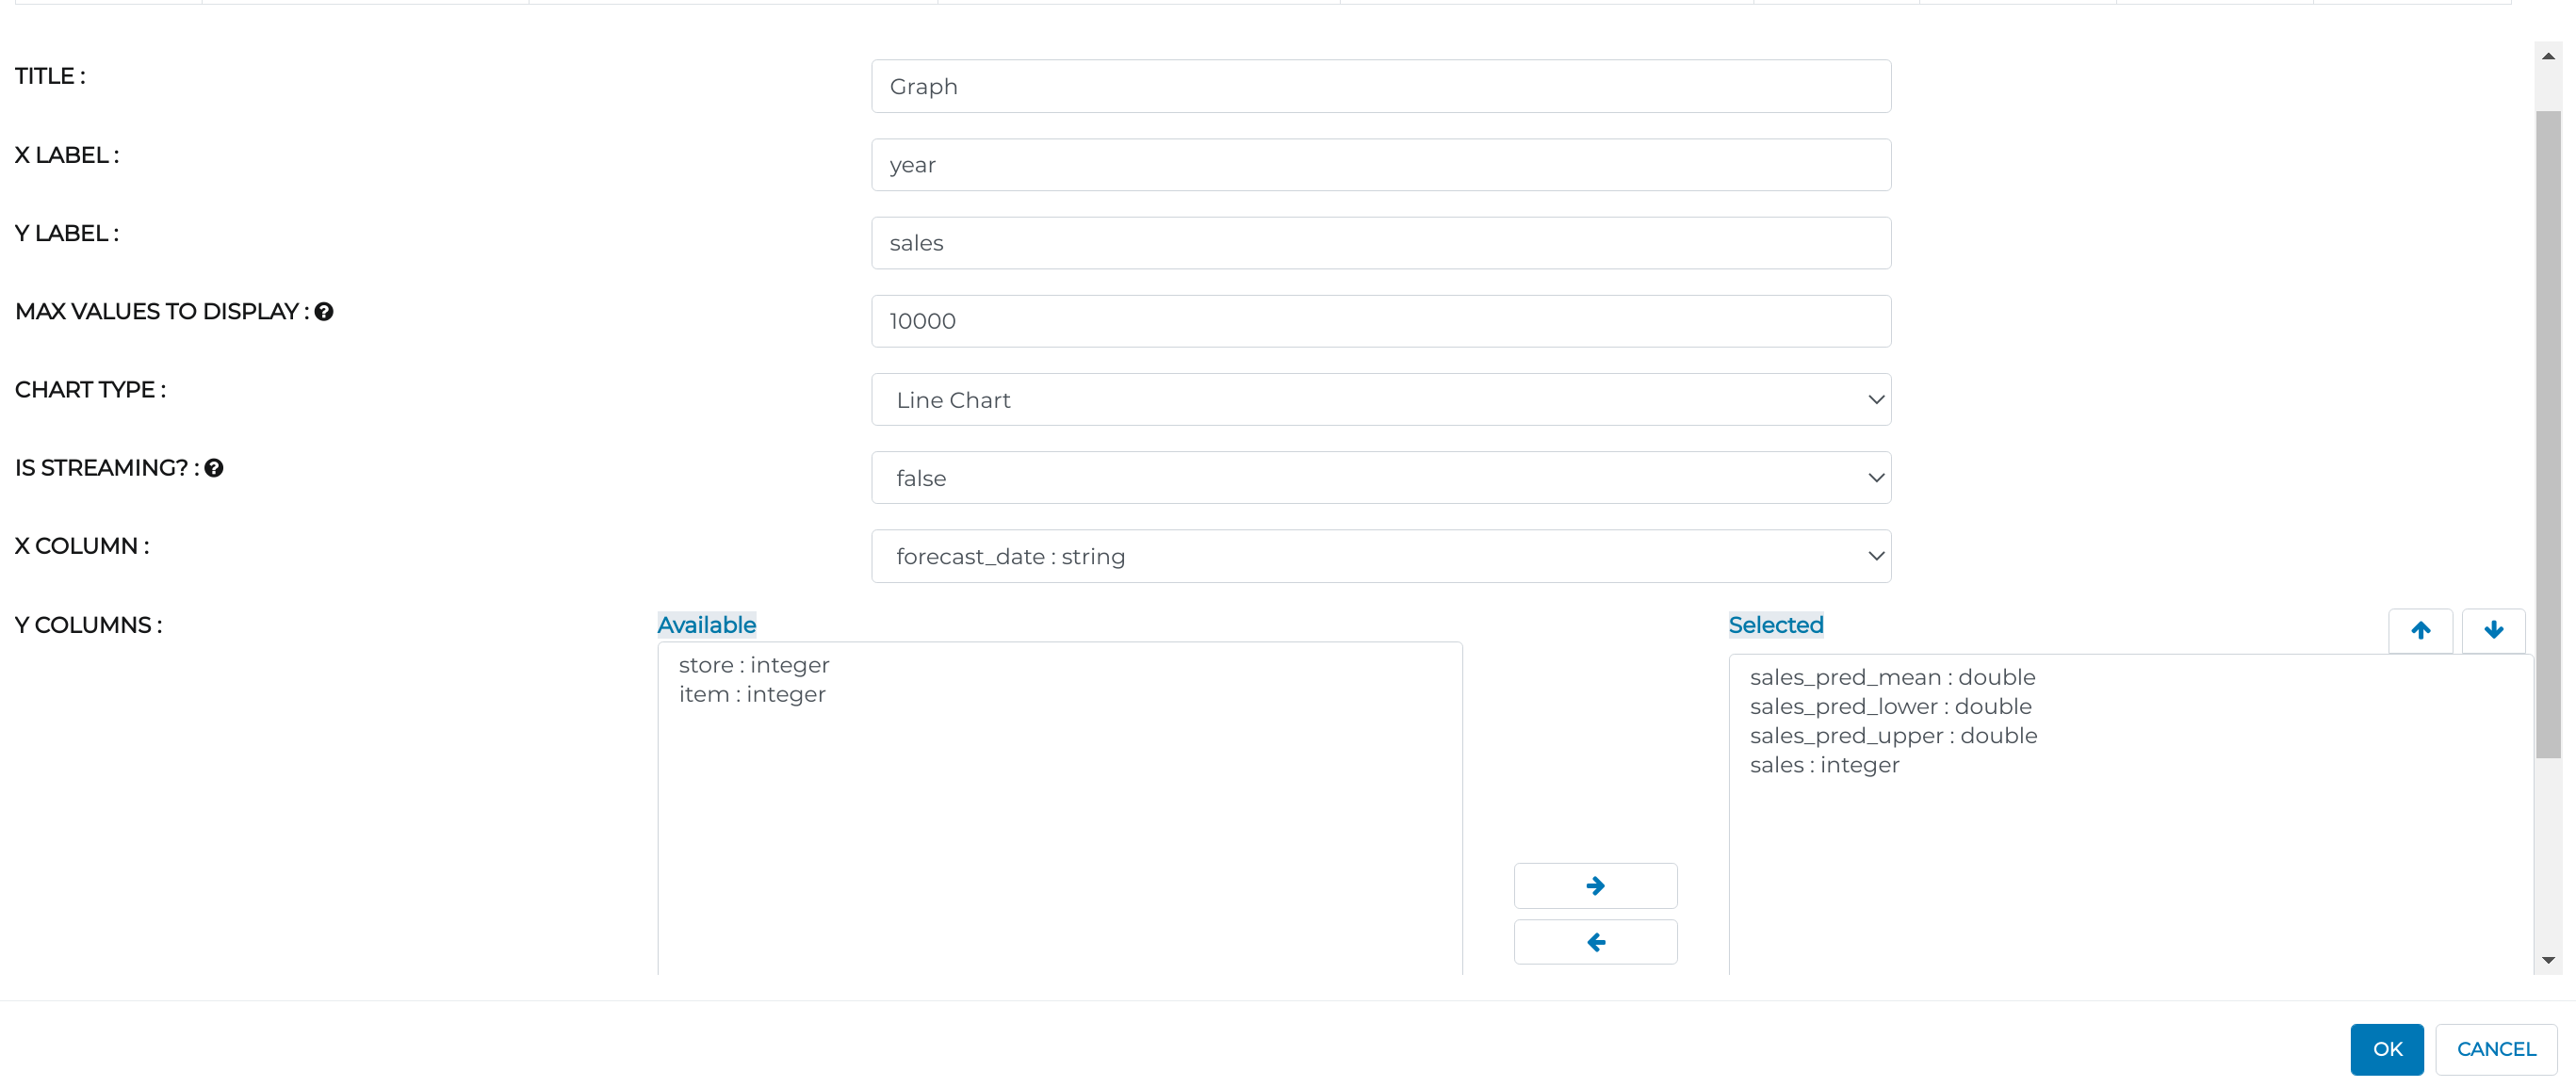 TITLE :
Graph
X LABEL :
year
Y LABEL :
sales
MAX VALUES TO DISPLAY :
10000
CHART TYPE :
Line Chart
IS STREAMING? :
false
X COLUMN :
forecast_date : string
Y COLUMNS :
Available
store : integer
item : integer
Selected
sales_pred_mean : double
sales_pred_lower : double
sales_pred_upper : double
sales : integer
OK
CANCEL